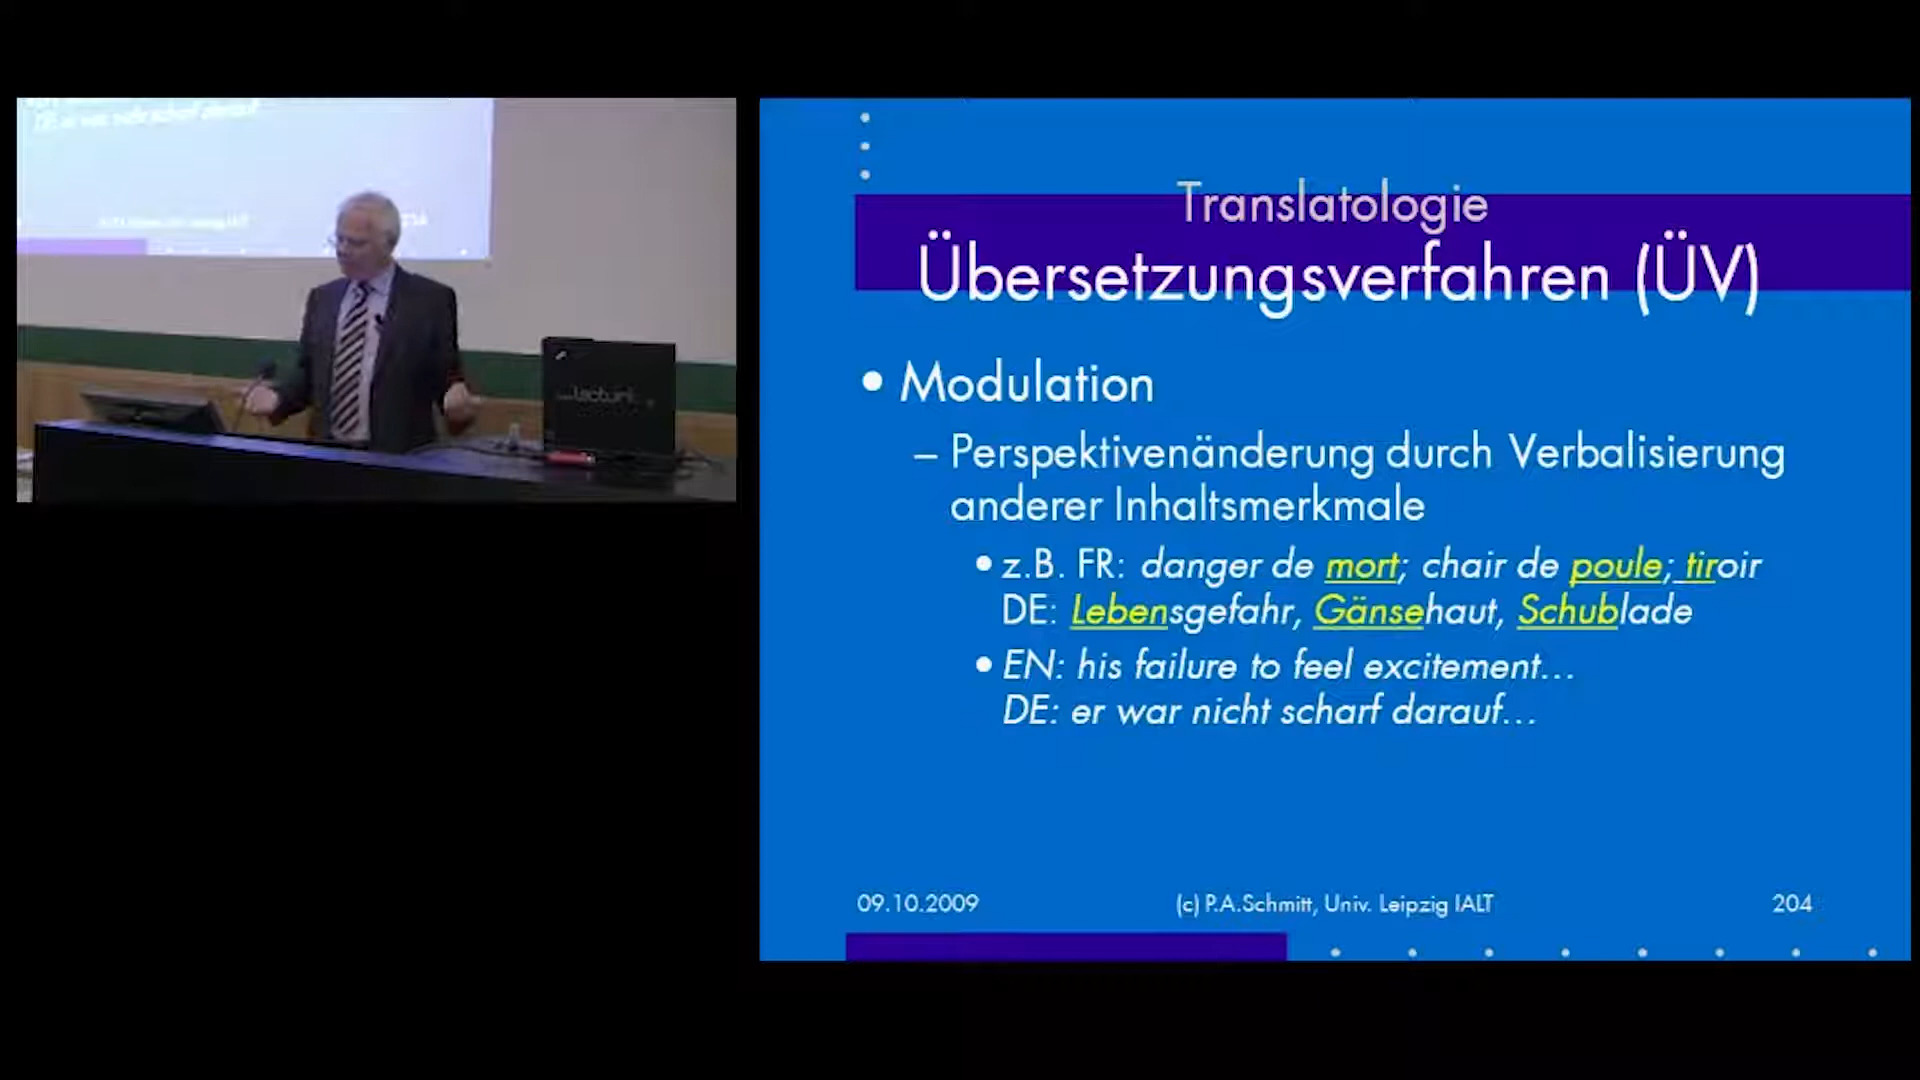 Translatologie
Übersetzungsverfahren (ÜV)
• Modulation
– Perspektivenänderung durch Verbalisierung
anderer Inhaltsmerkmale
• z.B. FR: danger de mort; chair de poule; tiroir
DE: Lebensgefahr, Gänsehaut, Schublade
• EN: his failure to feel excitement...
DE: er war nicht scharf darauf...
09.10.2009 (c) P.A.Schmitt, Univ. Leipzig IALT 204